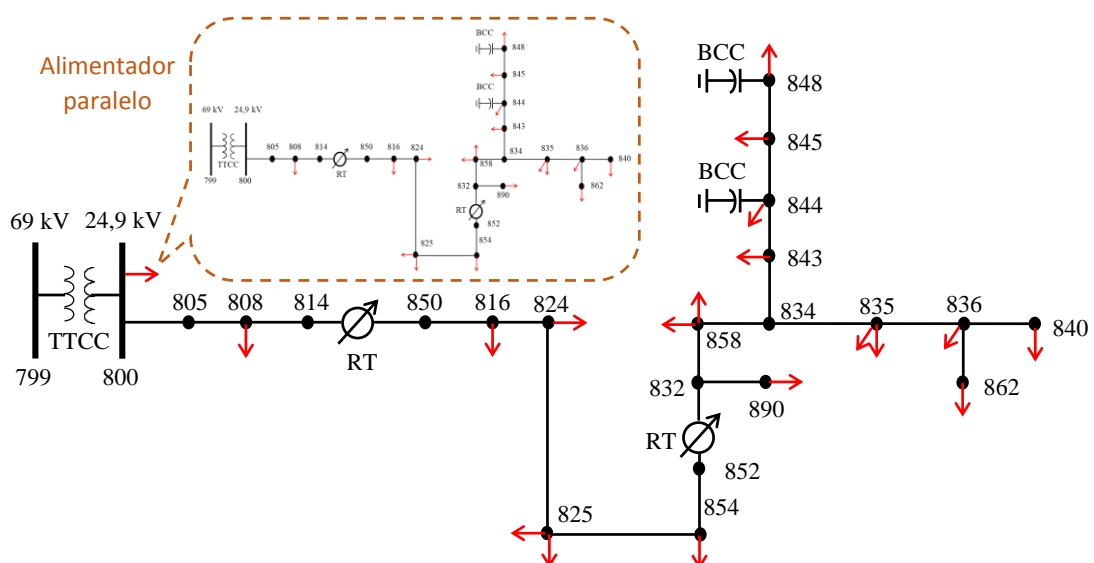 Alimentador
paralelo
BCC
848
845
BCC
844
843
69 kV 24,9 kV
805 808 814 850 816 824
TTCC
RT
799
800
834 835 836 840
858
832 890
862
RT
852
854
825
BCC
848
845
BCC
844
843
69 kV 24,9 kV
805 808 814 850 816 824
TTCC
RT
799 800
858 834 835 836 840
832
890
862
RT
852
854
825